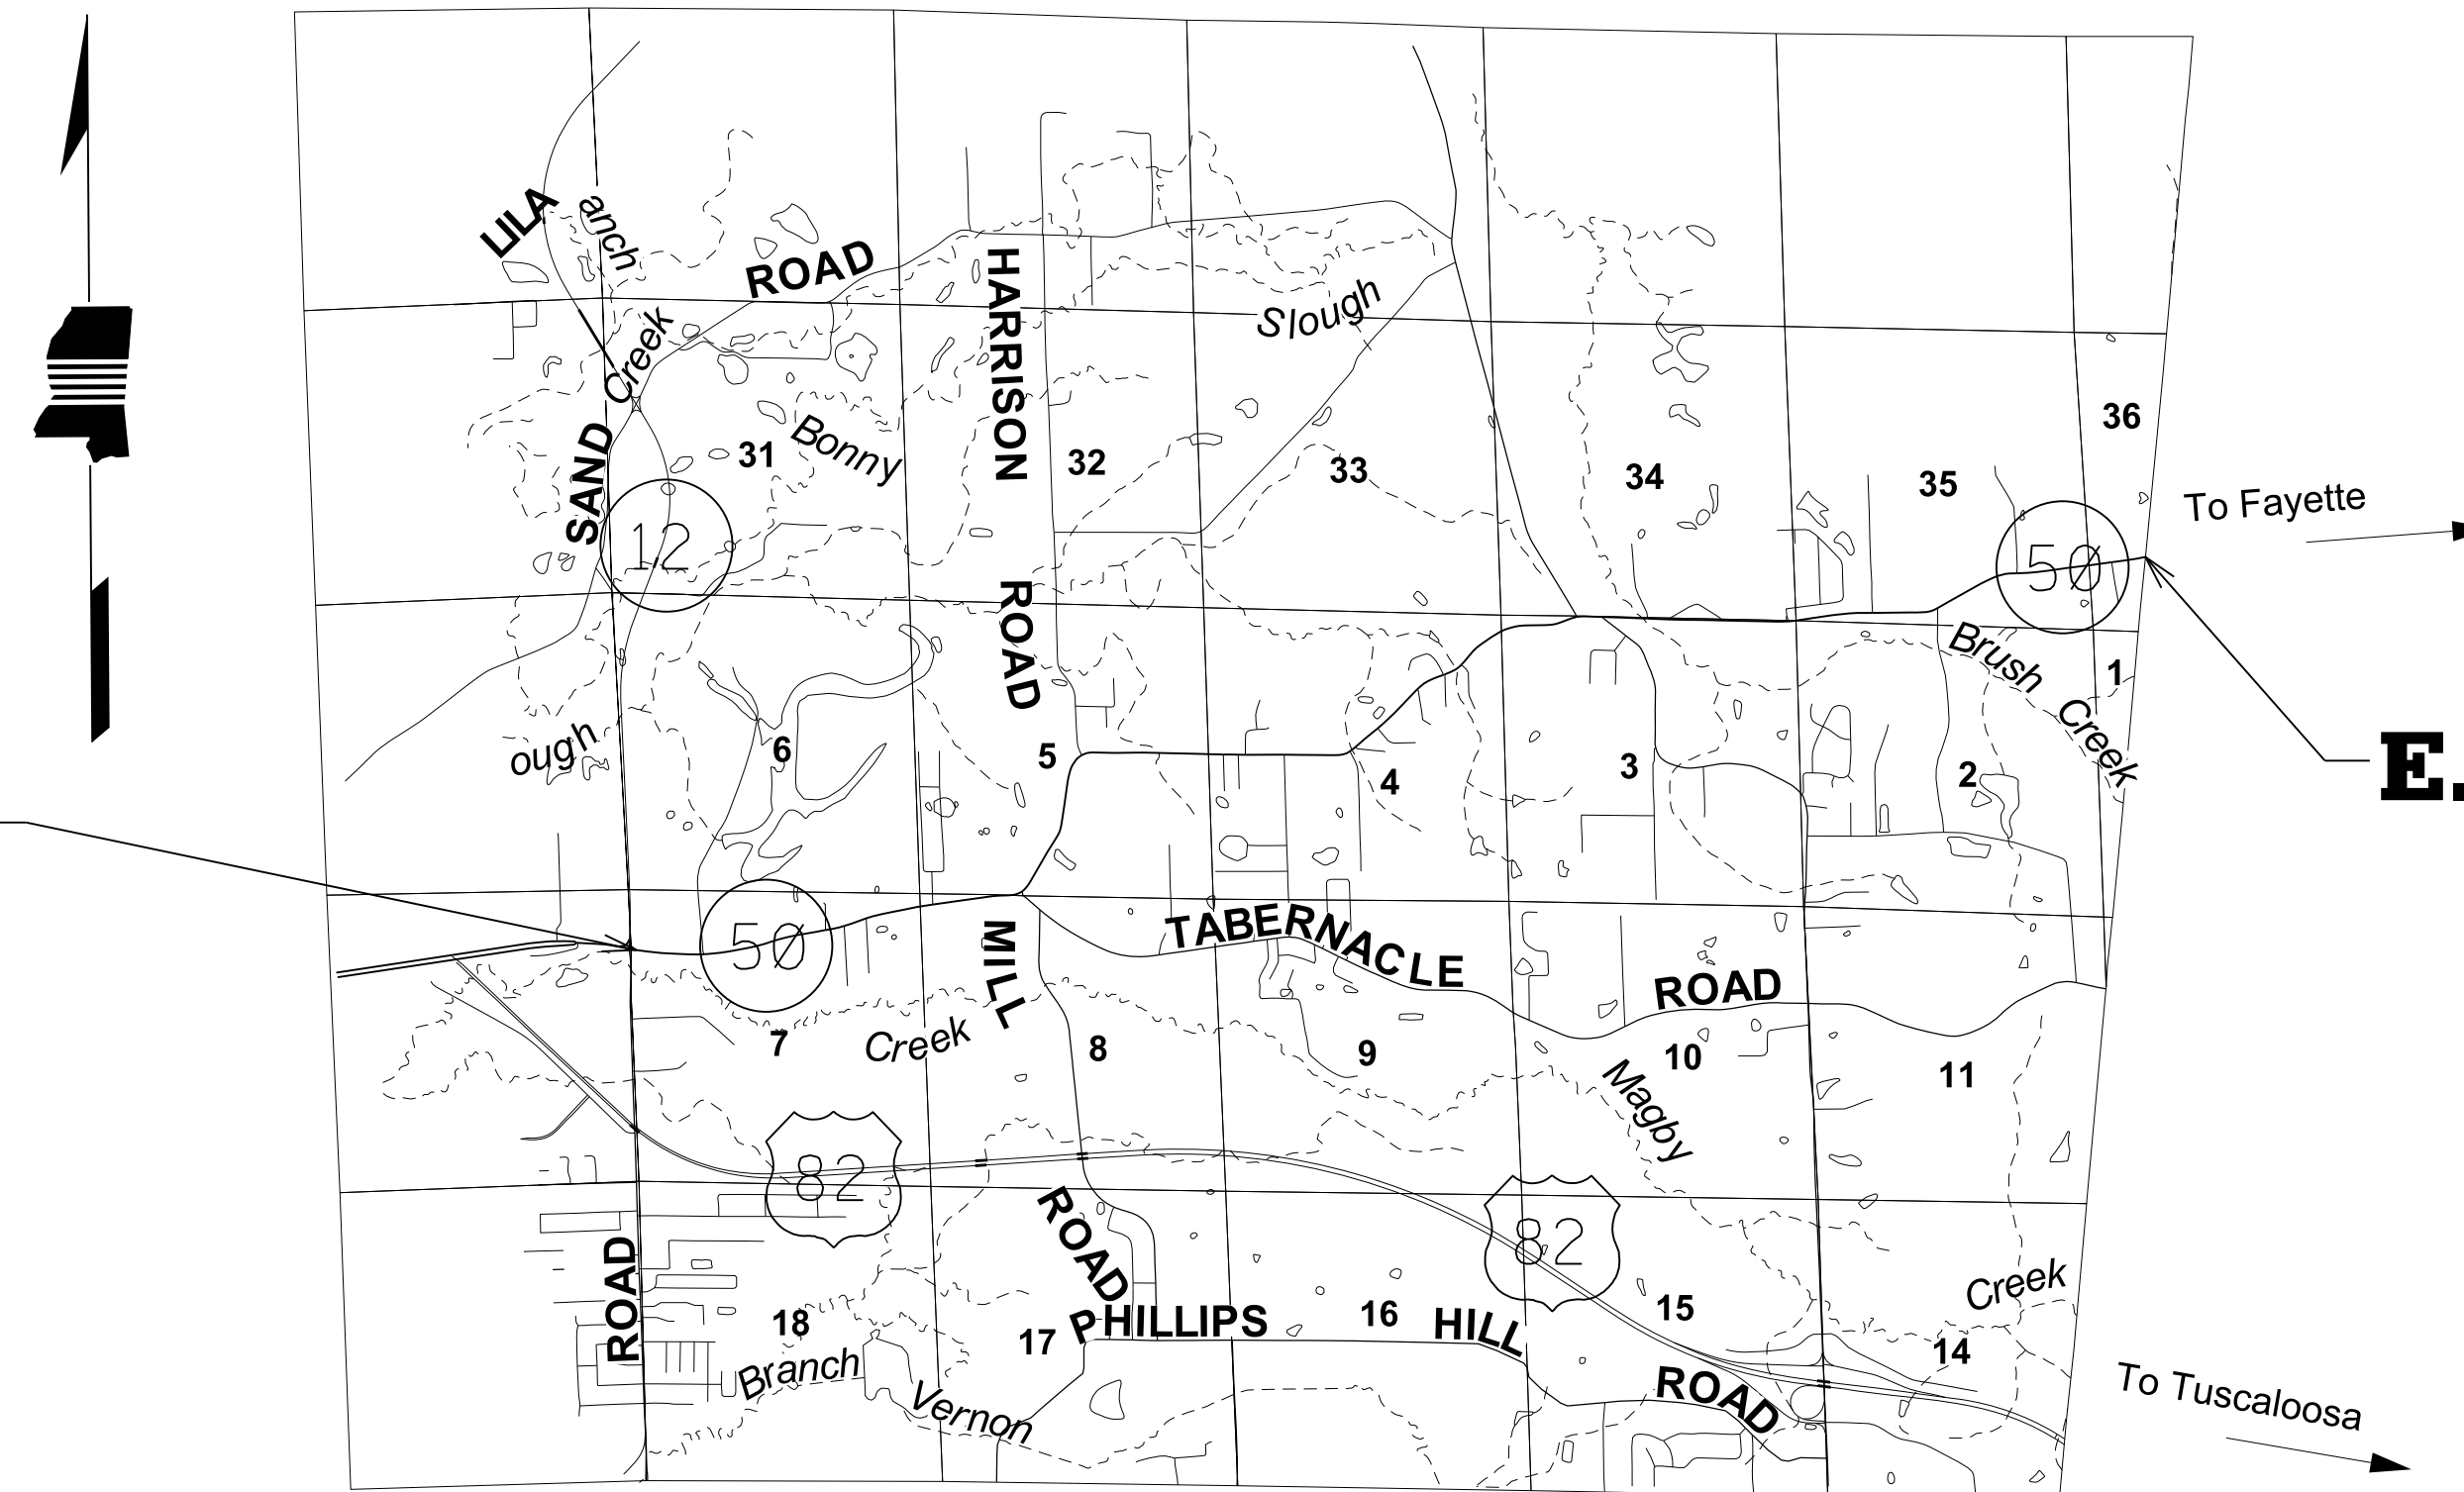 LILA
anch
ROAD
HARRISON
Slough
Creek
SAND
31
Bonny
32
33
34
35
36
To Fayette
12
50
ROAD
Brush
1
Creek
ough
6
5
4
3
2
E.
50
MILL
TABERNACLE
ROAD
7
Creek
8
9
Magby
10
11
82
ROAD
ROAD
82
Creek
18
17
PHILLIPS
16
HILL
15
14
Branch
Vernon
ROAD
To Tuscaloosa